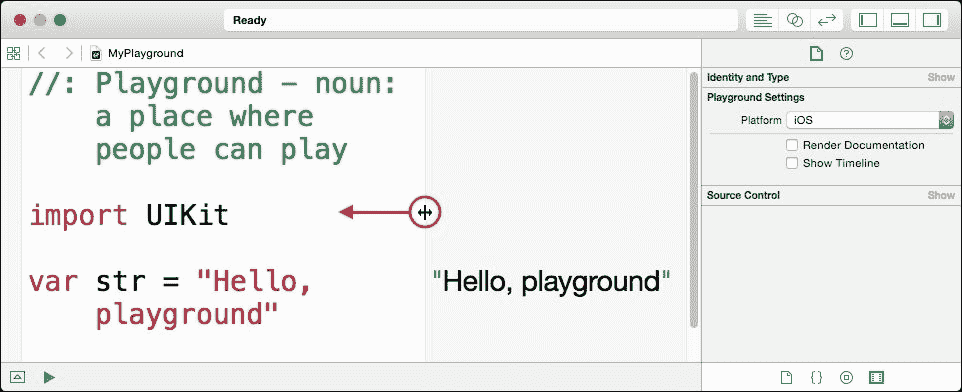 Ready
MyPlayground
//: Playground – noun:
a place where
people can play
import UIKit
var str = "Hello,
playground"
"Hello, playground"
Identity and Type Show
Playground Settings
Platform iOS
Render Documentation
Show Timeline
Source Control Show